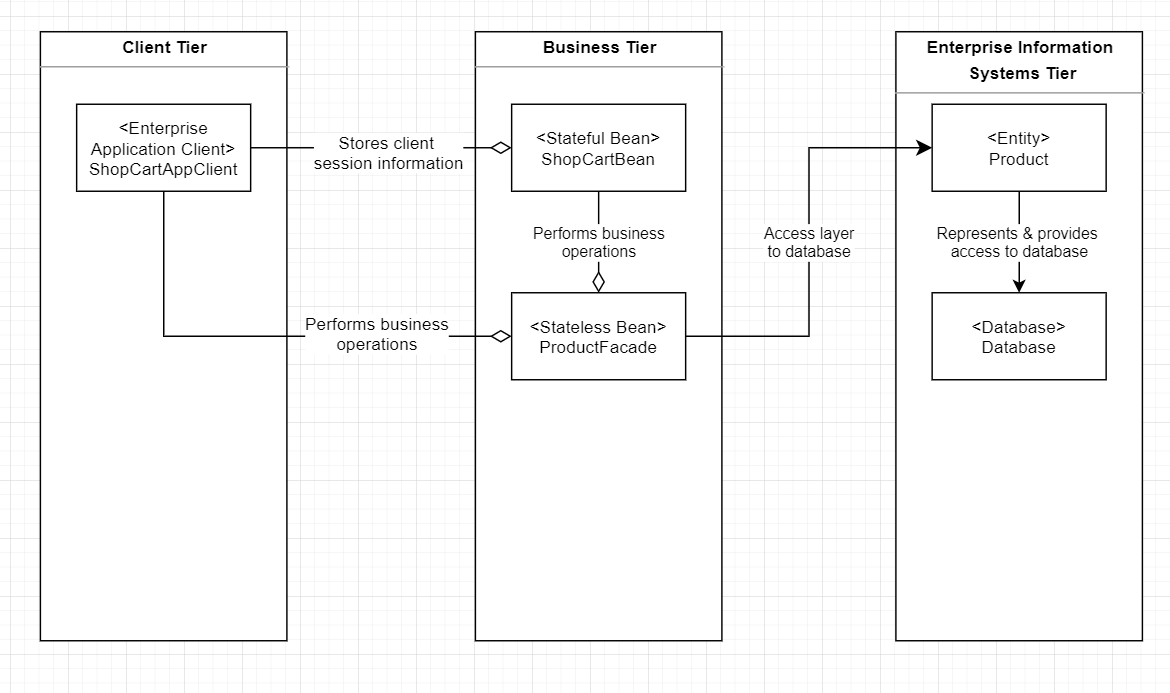 Client Tier
<Enterprise
Application Client>
ShopCartAppClient
Stores client
session information
Performs business
operations
Business Tier
<Stateful Bean>
ShopCartBean
Performs business
operations
<Stateless Bean>
ProductFacade
Access layer
to database
Enterprise Information
Systems Tier
<Entity>
Product
Represents & provides
access to database
<Database>
Database